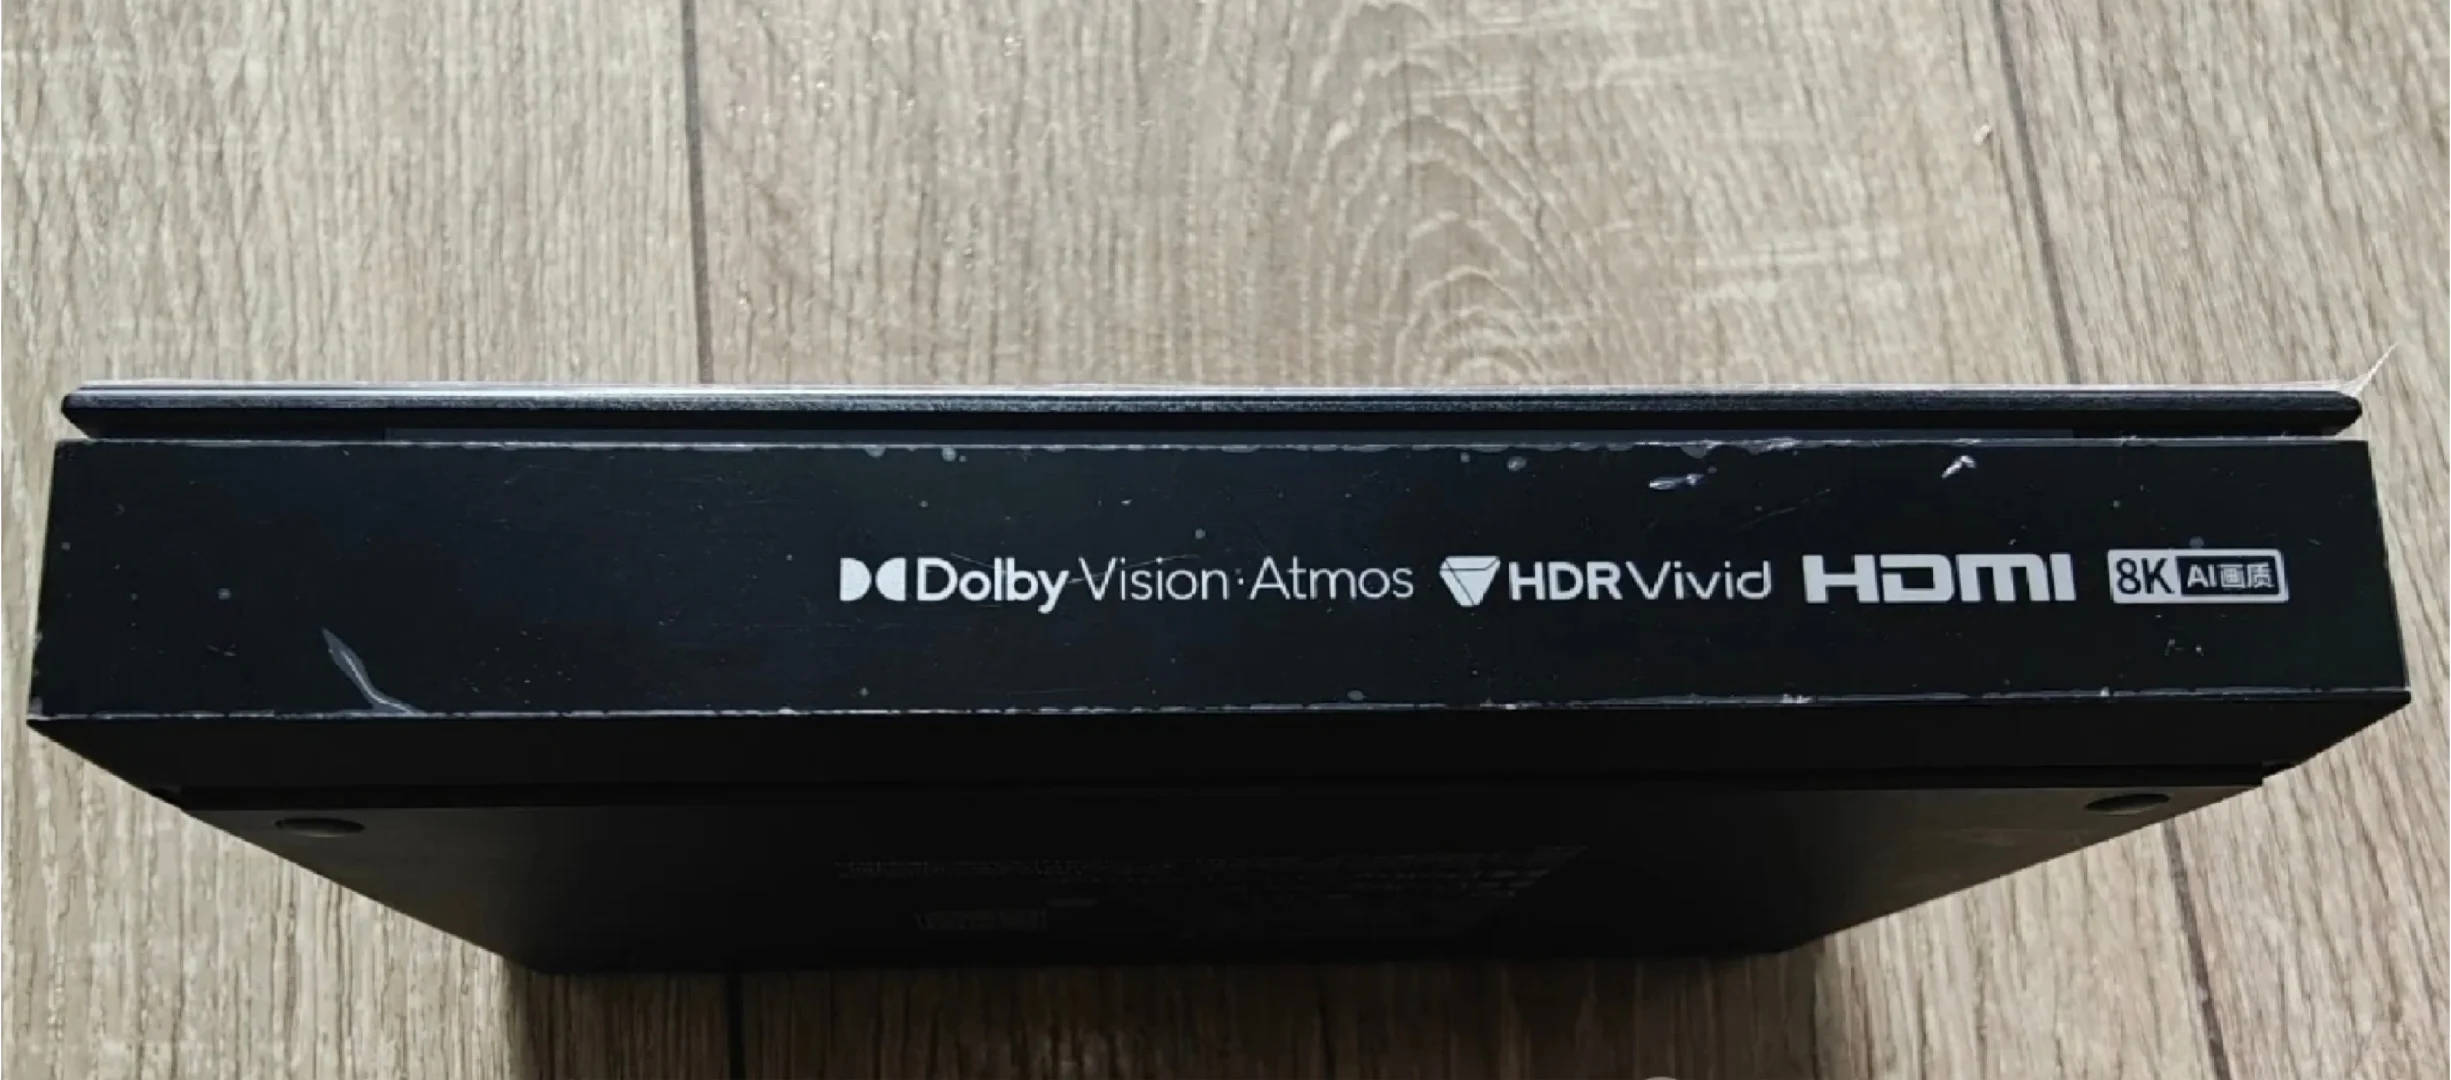 Dolby Vision·Atmos HDR Vivid HDMI 8K AI画质